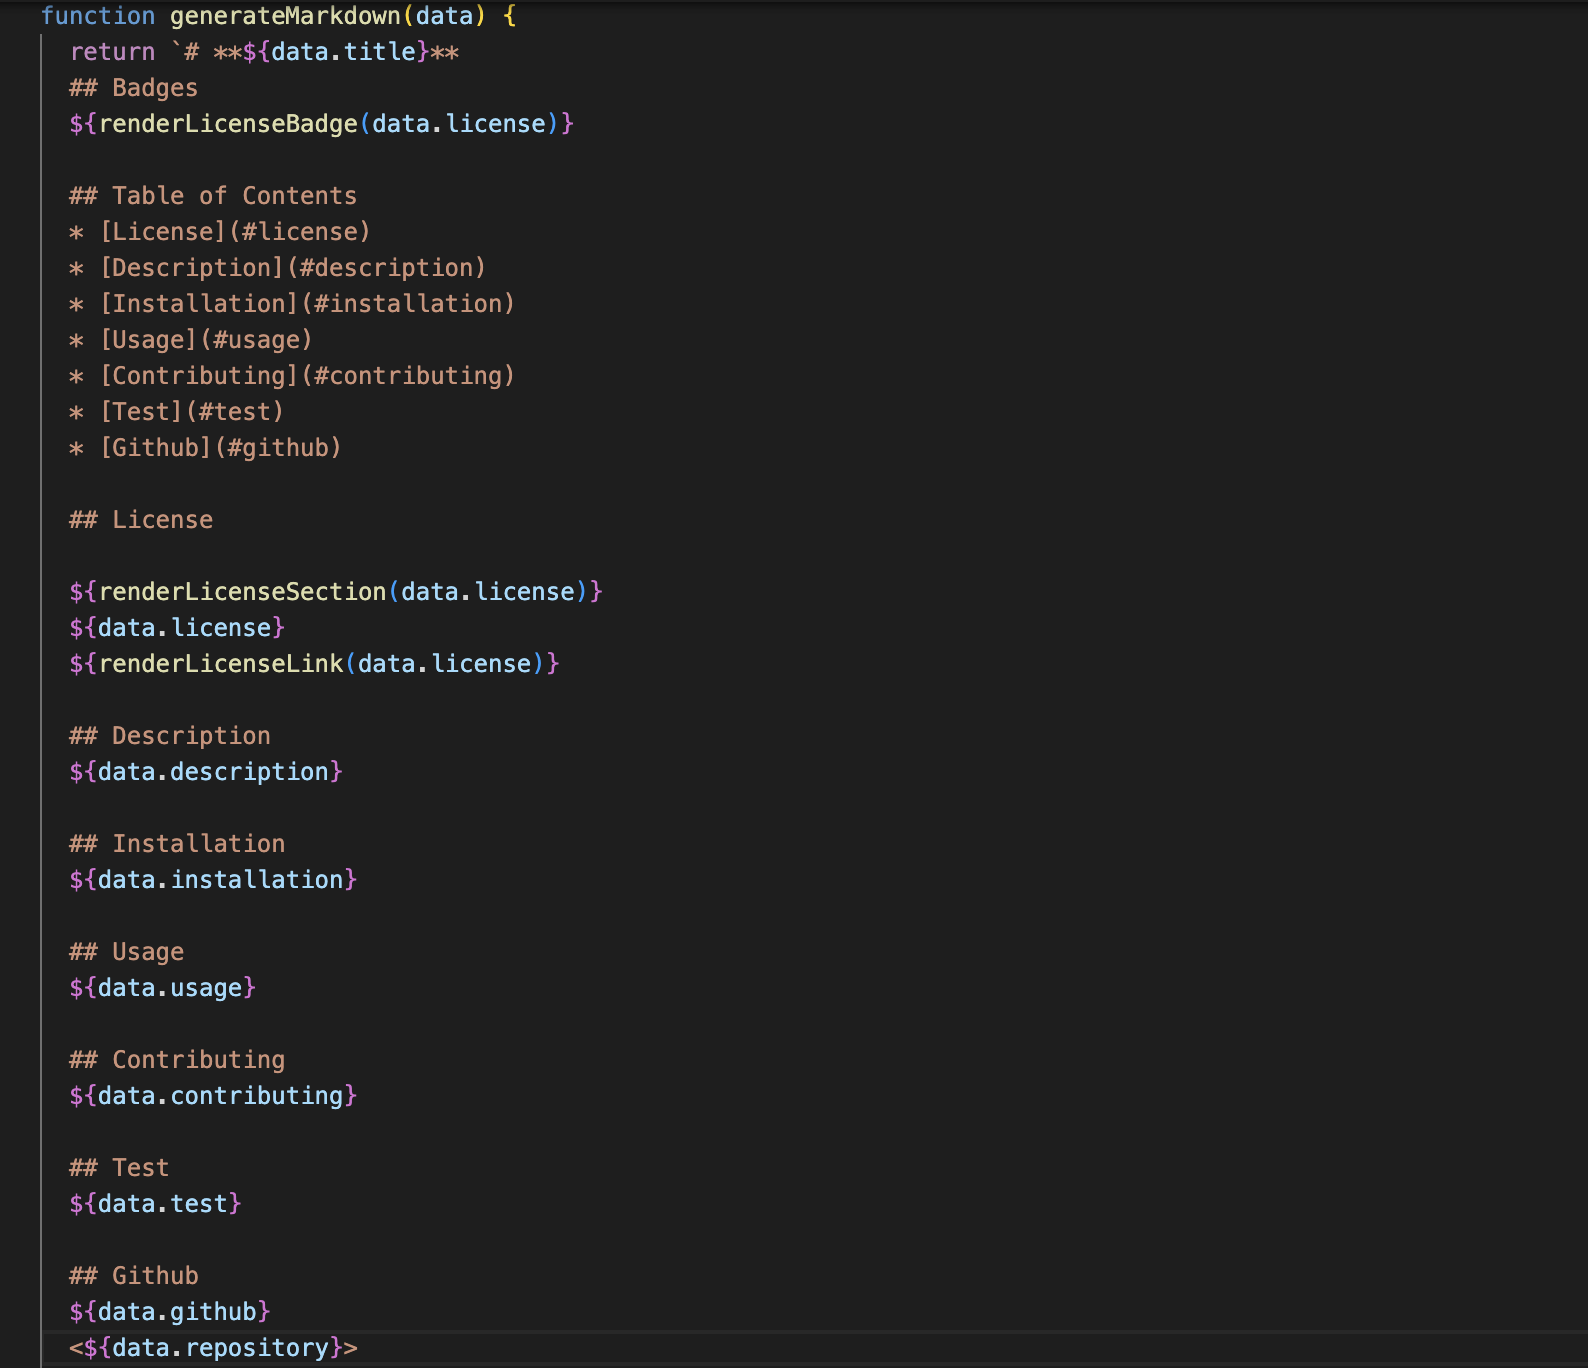 function generateMarkdown(data) {
return `# **${data.title}**
## Badges
${renderLicenseBadge(data.license)}
## Table of Contents
* [License](#license)
* [Description](#description)
* [Installation](#installation)
* [Usage](#usage)
* [Contributing](#contributing)
* [Test](#test)
* [Github](#github)
## License
${renderLicenseSection(data.license)}
${data.license}
${renderLicenseLink(data.license)}
## Description
${data.description}
## Installation
${data.installation}
## Usage
${data.usage}
## Contributing
${data.contributing}
## Test
${data.test}
## Github
${data.github}
<${data.repository}>